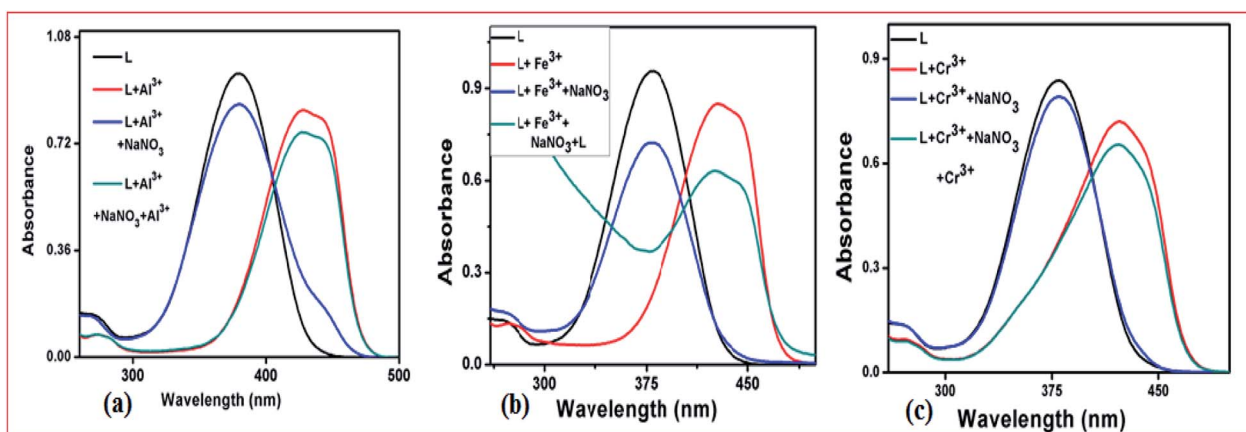 1.08
0.72
0.36
0.00
Absorbance
L
L+Al³⁺
L+Al³⁺
+NaNO₃
L+Al³⁺
+NaNO₃+Al³⁺
300 400 500
(a) Wavelength (nm)
0.9
0.6
0.3
0.0
Absorbance
L
L+ Fe³⁺
L+ Fe³⁺+NaNO₃
L+ Fe³⁺+
NaNO₃+L
300 375 450
(b) Wavelength (nm)
0.9
0.6
0.3
0.0
Absorbance
L
L+Cr³⁺
L+Cr³⁺+NaNO₃
L+Cr³⁺+NaNO₃
+Cr³⁺
300 375 450
(c) Wavelength (nm)